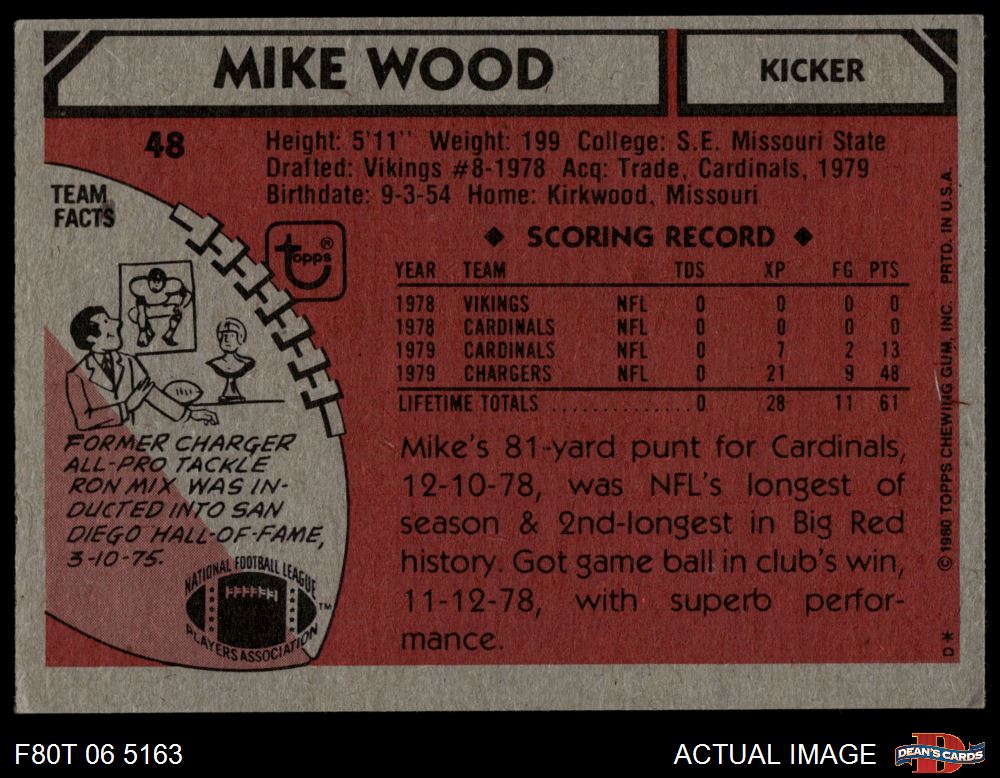 MIKE WOOD
KICKER
48
Height: 5'11" Weight: 199 College: S.E. Missouri State
Drafted: Vikings #8-1978 Acq: Trade, Cardinals, 1979
Birthdate: 9-3-54 Home: Kirkwood, Missouri
TEAM
FACTS
topps®
◆ SCORING RECORD ◆
YEAR TEAM TDS XP FG PTS
1978 VIKINGS NFL 0 0 0 0
1978 CARDINALS NFL 0 0 0 0
1979 CARDINALS NFL 0 7 2 13
1979 CHARGERS NFL 0 21 9 48
LIFETIME TOTALS ............... 0 28 11 61
Mike's 81-yard punt for Cardinals,
12-10-78, was NFL's longest of
season & 2nd-longest in Big Red
history. Got game ball in club's win,
11-12-78, with superb perfor-
mance.
FORMER CHARGER
ALL-PRO TACKLE
RON MIX WAS IN-
DUCTED INTO SAN
DIEGO HALL-OF-FAME,
3-10-75.
NATIONAL FOOTBALL LEAGUE
PLAYERS ASSOCIATION
TM
D* © 1980 TOPPS CHEWING GUM, INC. PRTD. IN U.S.A.
F80T 06 5163
ACTUAL IMAGE
DEAN'S CARDS